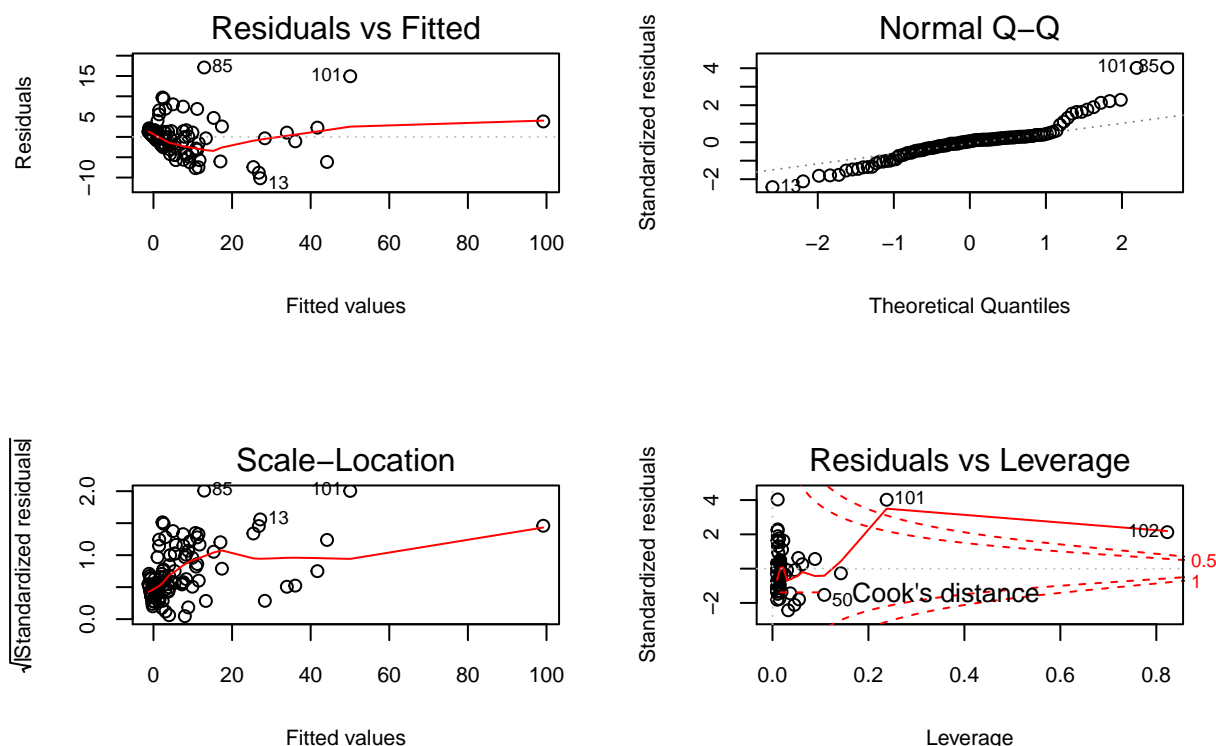 Residuals vs Fitted
Residuals
15
5
−10
85
101
13
0 20 40 60 80 100
Fitted values
Normal Q−Q
Standardized residuals
4
2
0
−2
101 85
13
−2 −1 0 1 2
Theoretical Quantiles
Scale−Location
√|Standardized residuals|
2.0
1.0
0.0
85
101
13
0 20 40 60 80 100
Fitted values
Residuals vs Leverage
Standardized residuals
4
2
0
−2
101
102
50
Cook's distance
0.5
1
0.0 0.2 0.4 0.6 0.8
Leverage